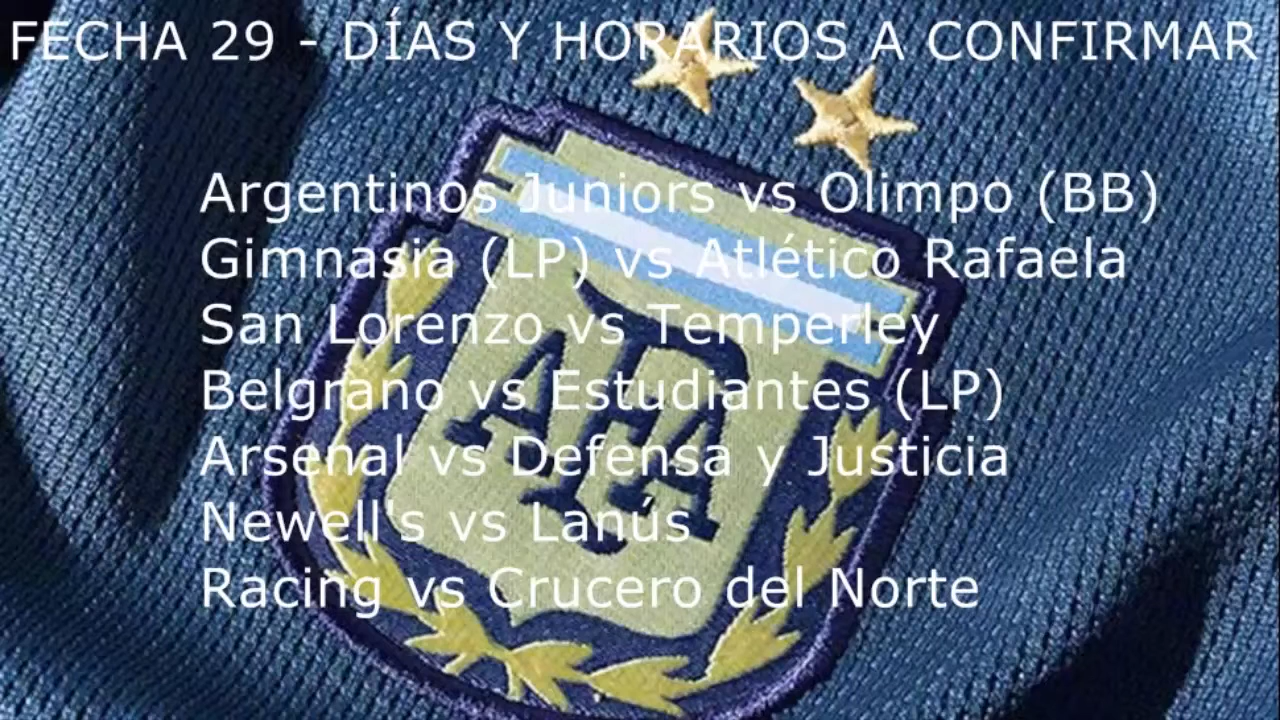 FECHA 29 - DÍAS Y HORARIOS A CONFIRMAR
Argentinos Juniors vs Olimpo (BB)
Gimnasia (LP) vs Atlético Rafaela
San Lorenzo vs Temperley
Belgrano vs Estudiantes (LP)
Arsenal vs Defensa y Justicia
Newell's vs Lanús
Racing vs Crucero del Norte
AFA